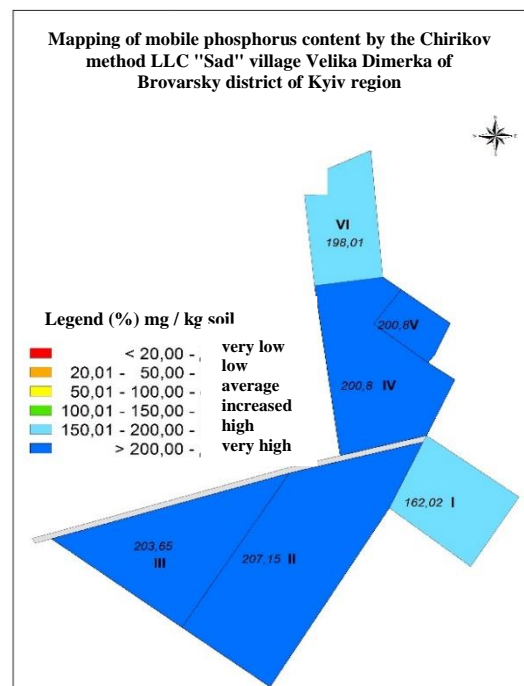 Mapping of mobile phosphorus content by the Chirikov
method LLC "Sad" village Velika Dimerka of
Brovarsky district of Kyiv region
VI
198,01
Legend (%) mg / kg soil
< 20,00 - very low
20,01 - 50,00 - low
50,01 - 100,00 - average
100,01 - 150,00 - increased
150,01 - 200,00 - high
> 200,00 - very high
200,8 V
200,8 IV
162,02 I
203,65
III
207,15 II